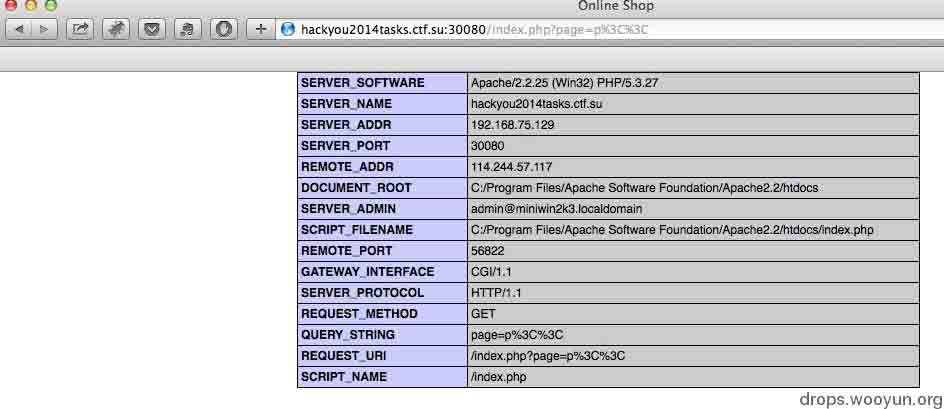 Online Shop
hackyou2014tasks.ctf.su:30080/index.php?page=p%3C%3C
SERVER_SOFTWARE Apache/2.2.25 (Win32) PHP/5.3.27
SERVER_NAME hackyou2014tasks.ctf.su
SERVER_ADDR 192.168.75.129
SERVER_PORT 30080
REMOTE_ADDR 114.244.57.117
DOCUMENT_ROOT C:/Program Files/Apache Software Foundation/Apache2.2/htdocs
SERVER_ADMIN admin@miniwin2k3.localdomain
SCRIPT_FILENAME C:/Program Files/Apache Software Foundation/Apache2.2/htdocs/index.php
REMOTE_PORT 56822
GATEWAY_INTERFACE CGI/1.1
SERVER_PROTOCOL HTTP/1.1
REQUEST_METHOD GET
QUERY_STRING page=p%3C%3C
REQUEST_URI /index.php?page=p%3C%3C
SCRIPT_NAME /index.php
drops.wooyun.org